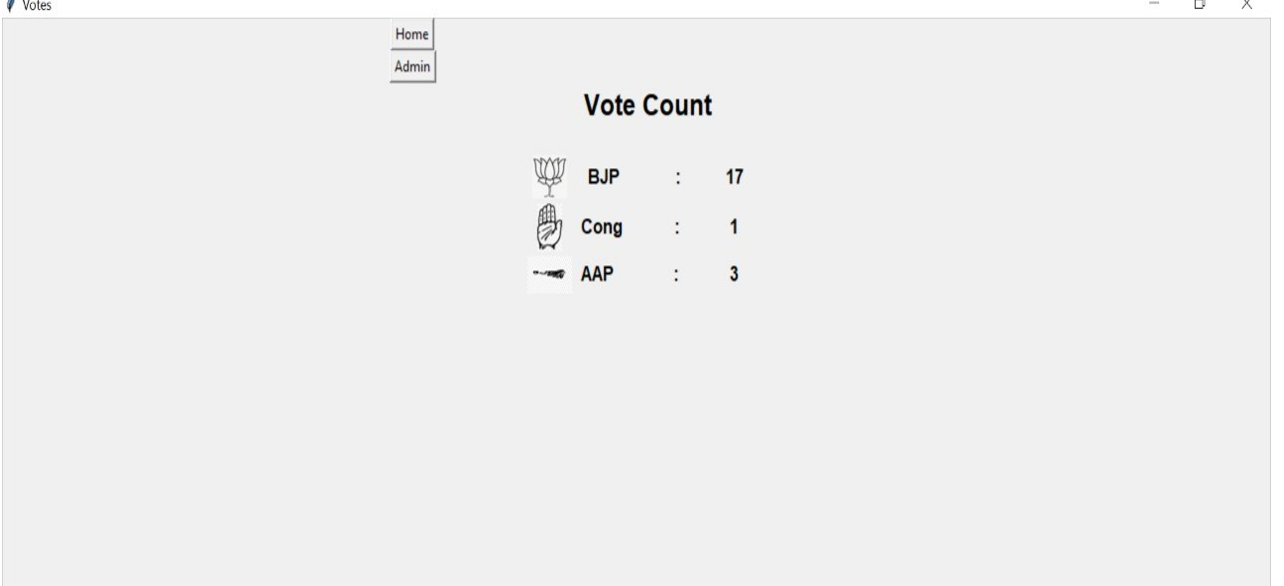 Votes
Home
Admin
Vote Count
BJP : 17
Cong : 1
AAP : 3